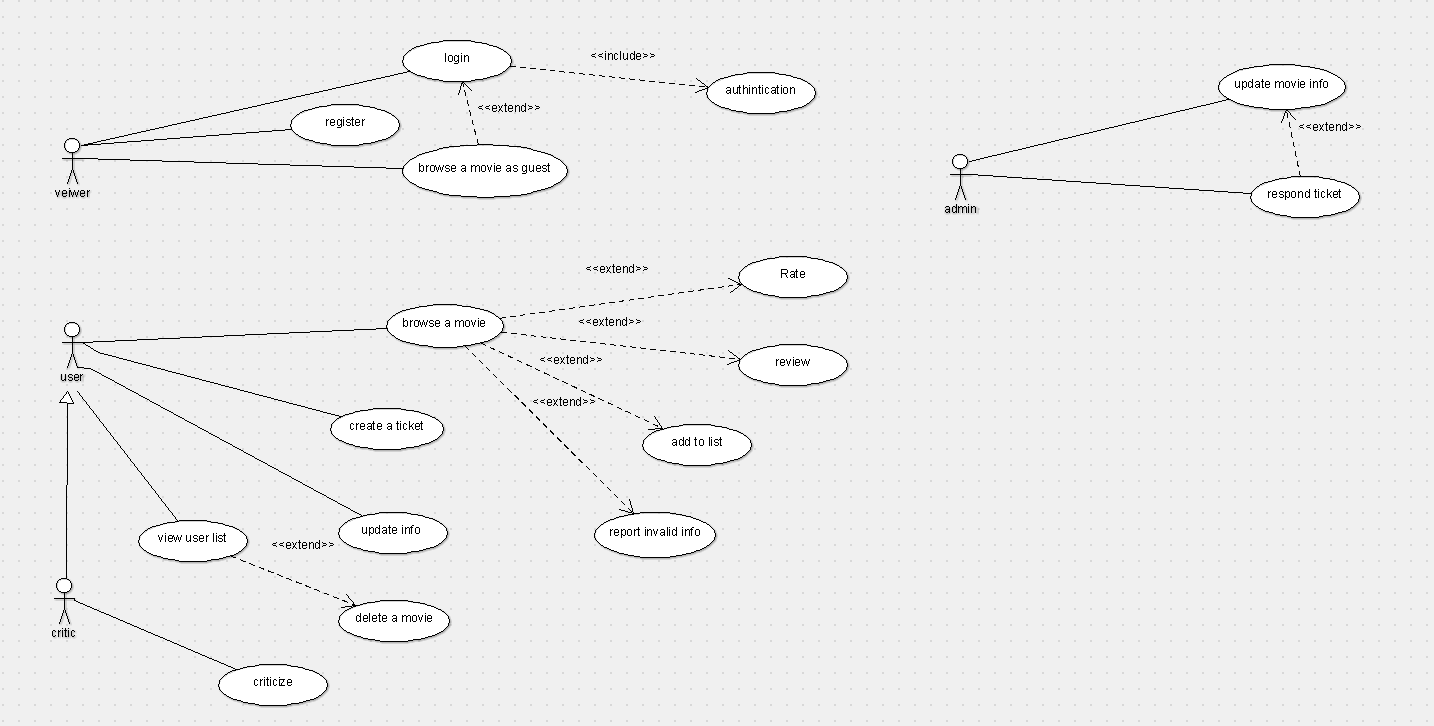 login
<<include>>
authintication
update movie info
<<extend>>
register
<<extend>>
browse a movie as guest
veiwer
respond ticket
admin
<<extend>>
Rate
browse a movie
<<extend>>
review
<<extend>>
user
<<extend>>
create a ticket
add to list
view user list
update info
report invalid info
<<extend>>
delete a movie
critic
criticize